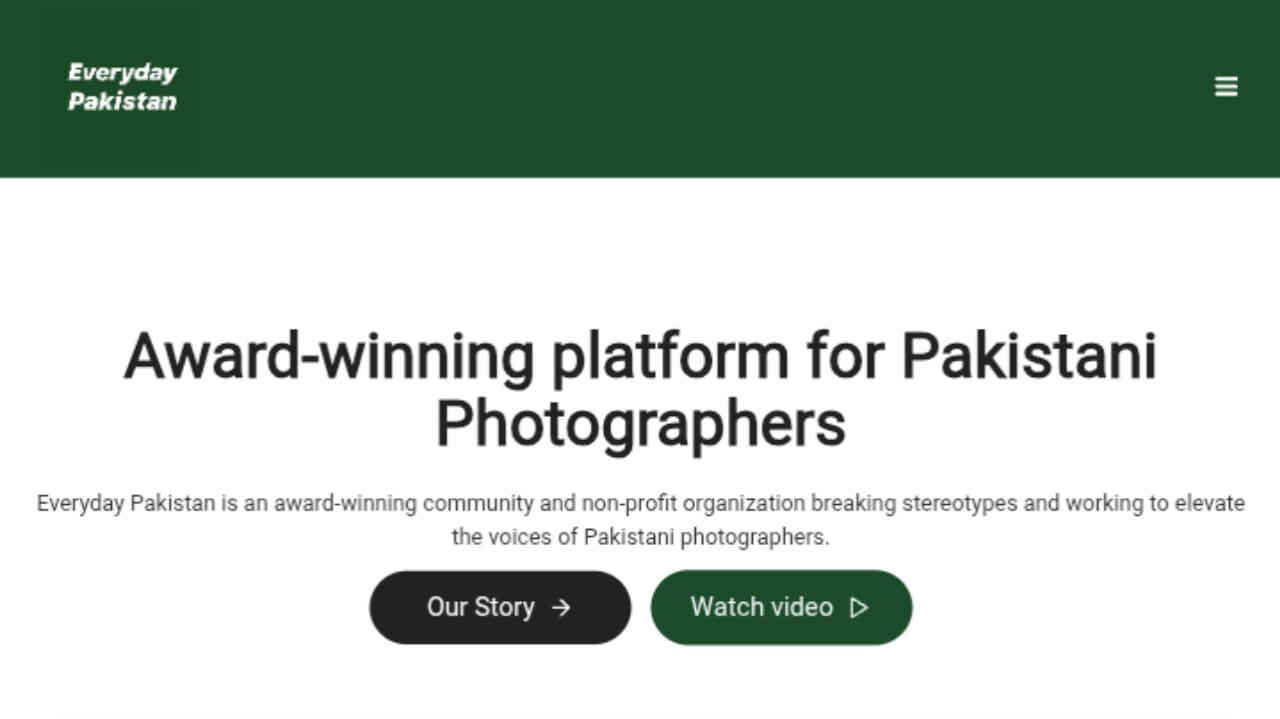 Everyday
Pakistan
Award-winning platform for Pakistani
Photographers
Everyday Pakistan is an award-winning community and non-profit organization breaking stereotypes and working to elevate
the voices of Pakistani photographers.
Our Story
Watch video